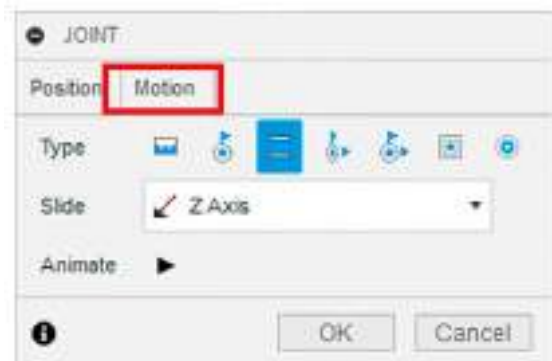 JOINT
Position Motion
Type
Slide Z Axis
Animate
OK Cancel